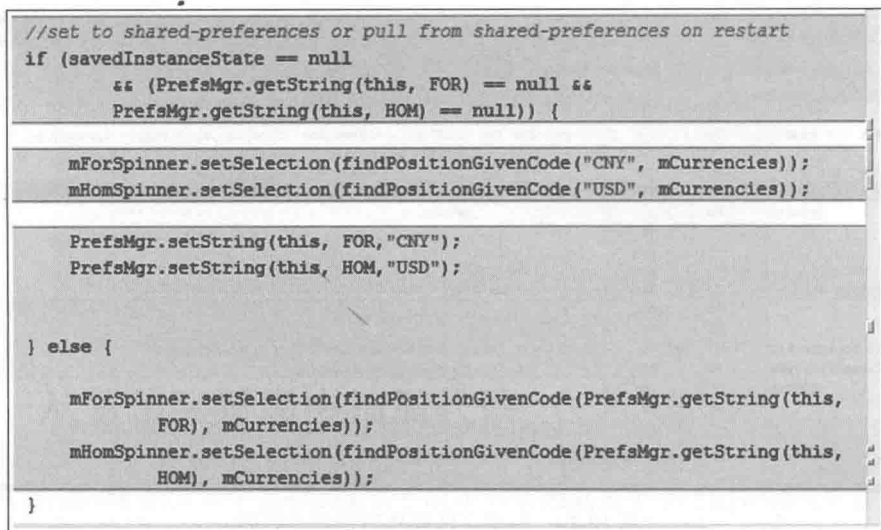 //set to shared-preferences or pull from shared-preferences on restart
if (savedInstanceState == null
&& (PrefsMgr.getString(this, FOR) == null &&
PrefsMgr.getString(this, HOM) == null)) {
mForSpinner.setSelection(findPositionGivenCode("CNY", mCurrencies));
mHomSpinner.setSelection(findPositionGivenCode("USD", mCurrencies));
PrefsMgr.setString(this, FOR,"CNY");
PrefsMgr.setString(this, HOM,"USD");
} else {
mForSpinner.setSelection(findPositionGivenCode(PrefsMgr.getString(this,
FOR), mCurrencies));
mHomSpinner.setSelection(findPositionGivenCode(PrefsMgr.getString(this,
HOM), mCurrencies));
}